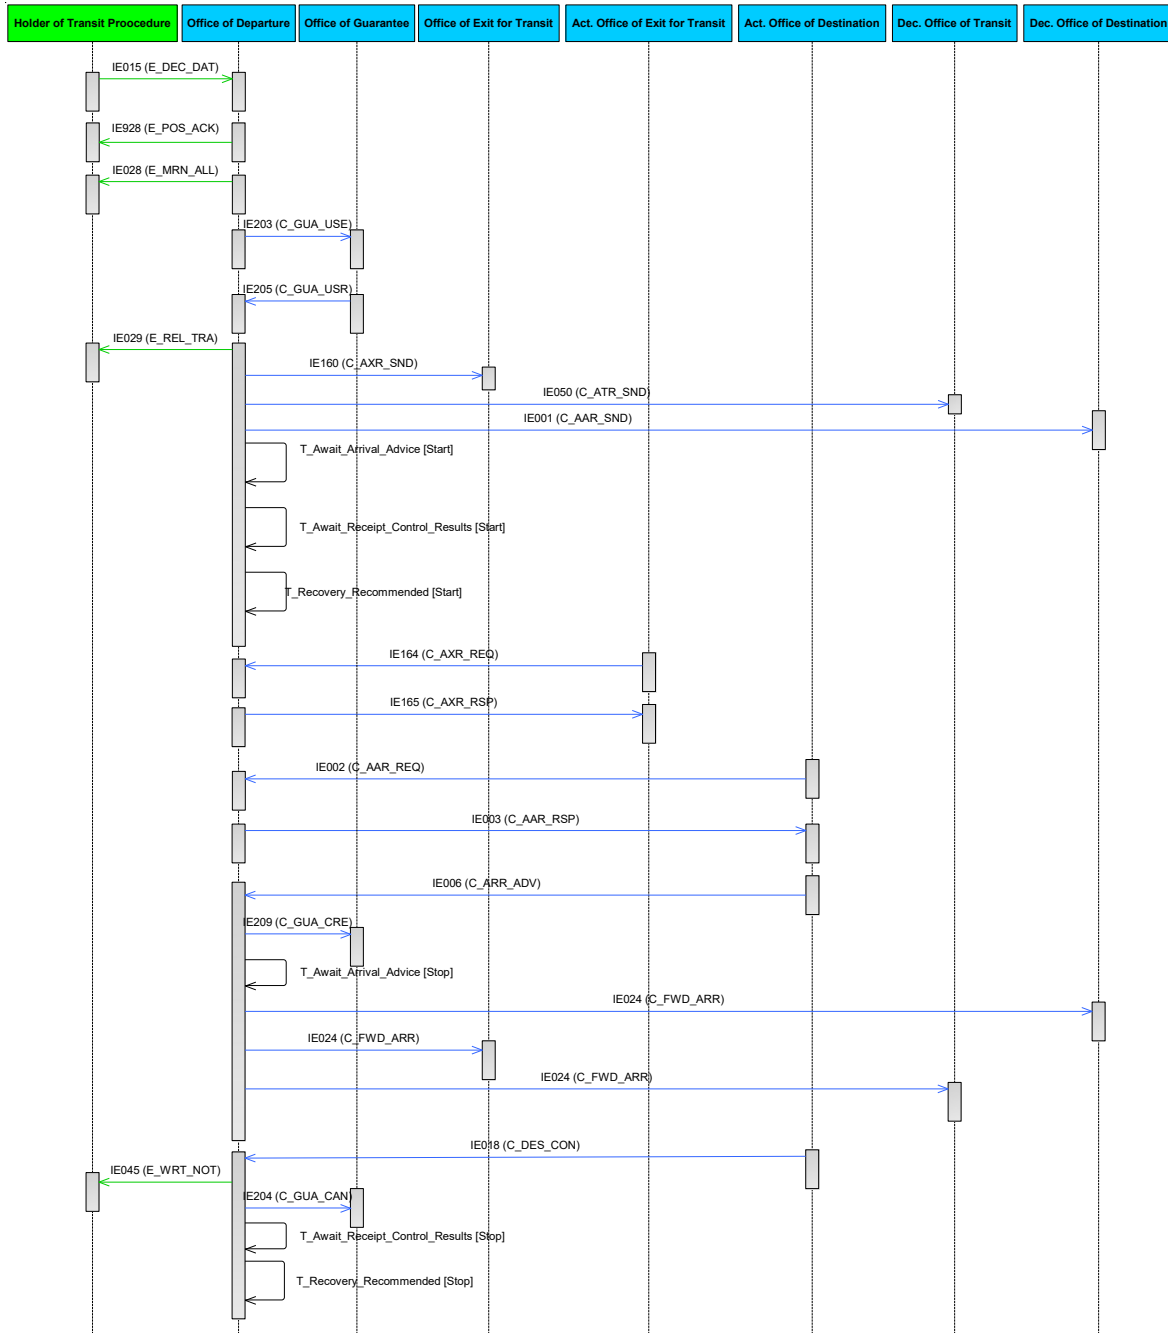 Holder of Transit Proocedure
Office of Departure
Office of Guarantee
Office of Exit for Transit
Act. Office of Exit for Transit
Act. Office of Destination
Dec. Office of Transit
Dec. Office of Destination
IE015 (E_DEC_DAT)
IE928 (E_POS_ACK)
IE028 (E_MRN_ALL)
IE203 (C_GUA_USE)
IE205 (C_GUA_USR)
IE029 (E_REL_TRA)
IE160 (C_AXR_SND)
IE050 (C_ATR_SND)
IE001 (C_AAR_SND)
T_Await_Arrival_Advice [Start]
T_Await_Receipt_Control_Results [Start]
T_Recovery_Recommended [Start]
IE164 (C_AXR_REQ)
IE165 (C_AXR_RSP)
IE002 (C_AAR_REQ)
IE003 (C_AAR_RSP)
IE006 (C_ARR_ADV)
IE209 (C_GUA_CRE)
T_Await_Arrival_Advice [Stop]
IE024 (C_FWD_ARR)
IE024 (C_FWD_ARR)
IE024 (C_FWD_ARR)
IE018 (C_DES_CON)
IE045 (E_WRT_NOT)
IE204 (C_GUA_CAN)
T_Await_Receipt_Control_Results [Stop]
T_Recovery_Recommended [Stop]